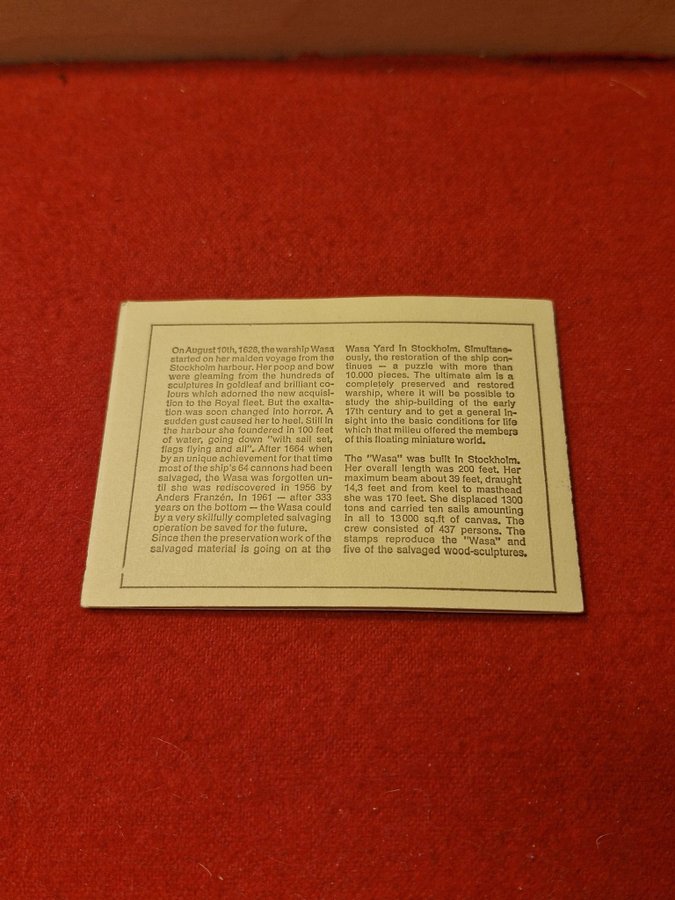 On August 10th, 1628, the warship Wasa
started on her maiden voyage from the
Stockholm harbour. Her poop and bow
were gleaming from the hundreds of
sculptures in goldleaf and brilliant co-
lours which adorned the new acquisi-
tion to the Royal fleet. But the exalta-
tion was soon changed into horror. A
sudden gust caused her to heel. Still in
the harbour she foundered in 100 feet
of water, going down "with sail set,
flags flying and all". After 1664 when
by an unique achievement for that time
most of the ship's 64 cannons had been
salvaged, the Wasa was forgotten un-
til she was rediscovered in 1956 by
Anders Franzén. In 1961 — after 333
years on the bottom — the Wasa could
by a very skilfully completed salvaging
operation be saved for the future.
Since then the preservation work of the
salvaged material is going on at the
Wasa Yard in Stockholm. Simultane-
ously, the restoration of the ship con-
tinues — a puzzle with more than
10.000 pieces. The ultimate aim is a
completely preserved and restored
warship, where it will be possible to
study the ship-building of the early
17th century and to get a general in-
sight into the basic conditions for life
which that milieu offered the members
of this floating miniature world.
The "Wasa" was built in Stockholm.
Her overall length was 200 feet. Her
maximum beam about 39 feet, draught
14,3 feet and from keel to masthead
she was 170 feet. She displaced 1300
tons and carried ten sails amounting
in all to 13000 sq.ft of canvas. The
crew consisted of 437 persons. The
stamps reproduce the "Wasa" and
five of the salvaged wood-sculptures.